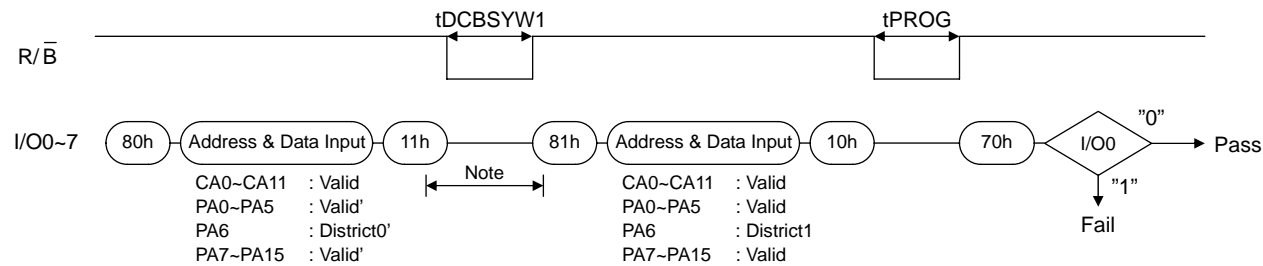 tDCBSYW1
tPROG
R/B̅
I/O0~7
80h
Address & Data Input
11h
81h
Address & Data Input
10h
70h
I/O0
”0”
Pass
”1”
Fail
Note
CA0~CA11 : Valid
PA0~PA5 : Valid’
PA6 : District0’
PA7~PA15 : Valid’
CA0~CA11 : Valid
PA0~PA5 : Valid
PA6 : District1
PA7~PA15 : Valid